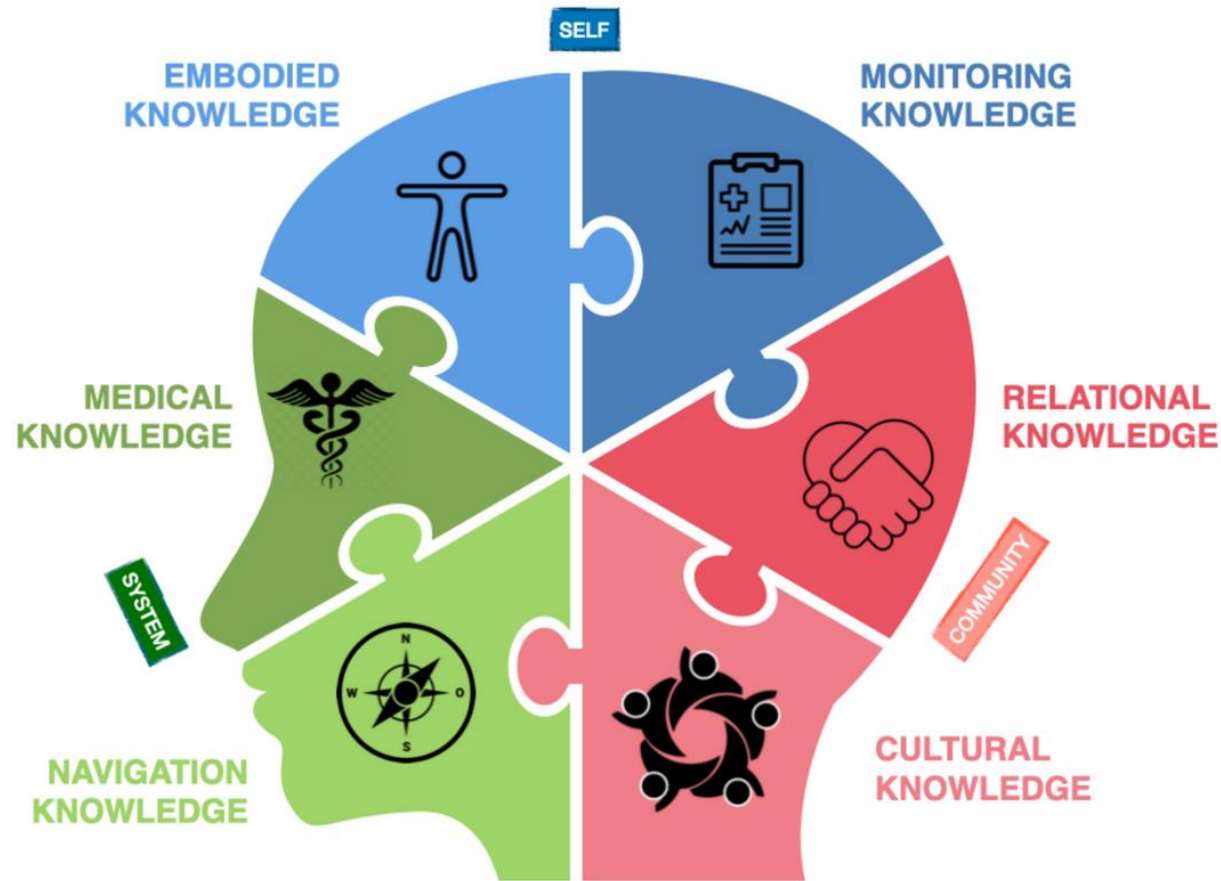 SELF
EMBODIED
KNOWLEDGE
MONITORING
KNOWLEDGE
MEDICAL
KNOWLEDGE
RELATIONAL
KNOWLEDGE
SYSTEM
COMMUNITY
N
W
O
S
NAVIGATION
KNOWLEDGE
CULTURAL
KNOWLEDGE